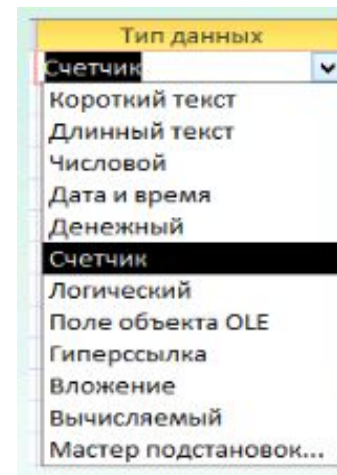 Тип данных
Счетчик
Короткий текст
Длинный текст
Числовой
Дата и время
Денежный
Счетчик
Логический
Поле объекта OLE
Гиперссылка
Вложение
Вычисляемый
Мастер подстановок...